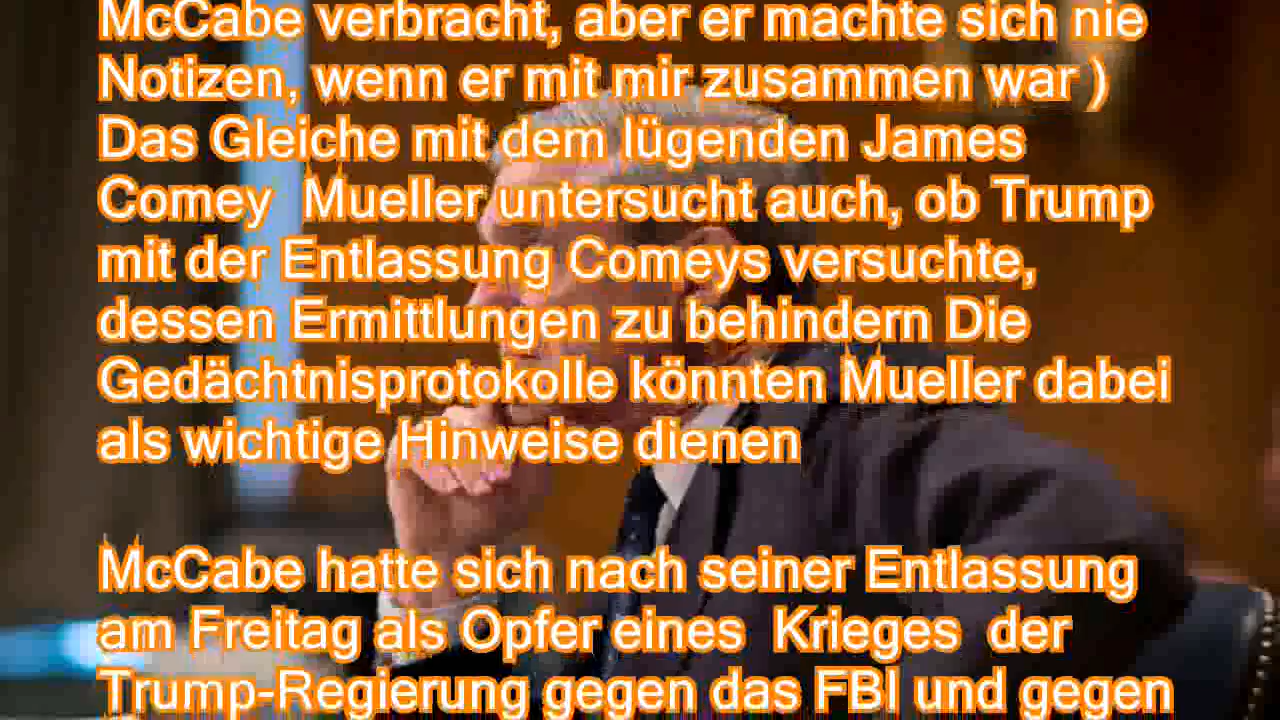 McCabe verbracht, aber er machte sich nie
Notizen, wenn er mit mir zusammen war )
Das Gleiche mit dem lügenden James
Comey Mueller untersucht auch, ob Trump
mit der Entlassung Comeys versuchte,
dessen Ermittlungen zu behindern Die
Gedächtnisprotokolle könnten Mueller dabei
als wichtige Hinweise dienen
McCabe hatte sich nach seiner Entlassung
am Freitag als Opfer eines Krieges der
Trump-Regierung gegen das FBI und gegen